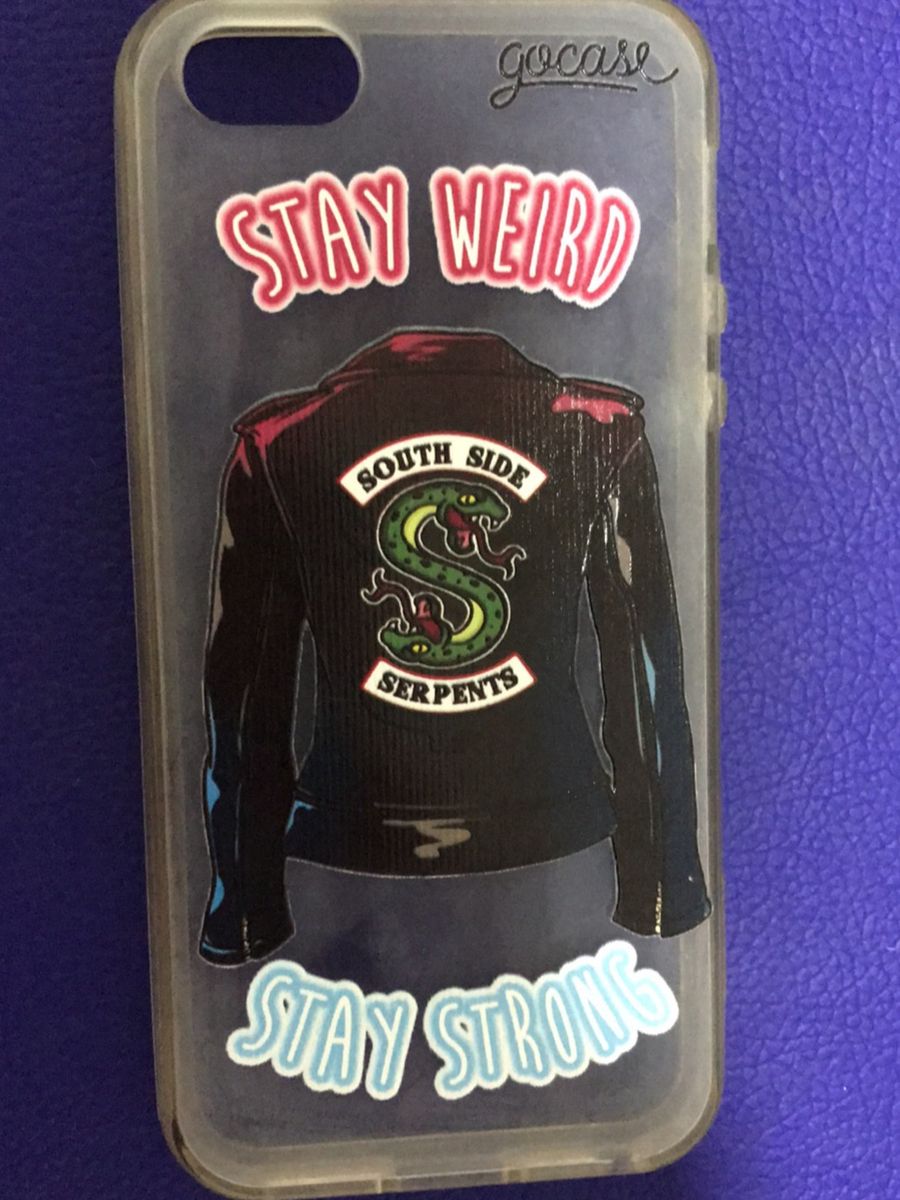 gocase
STAY WEIRD
SOUTH SIDE
SERPENTS
STAY STRONG